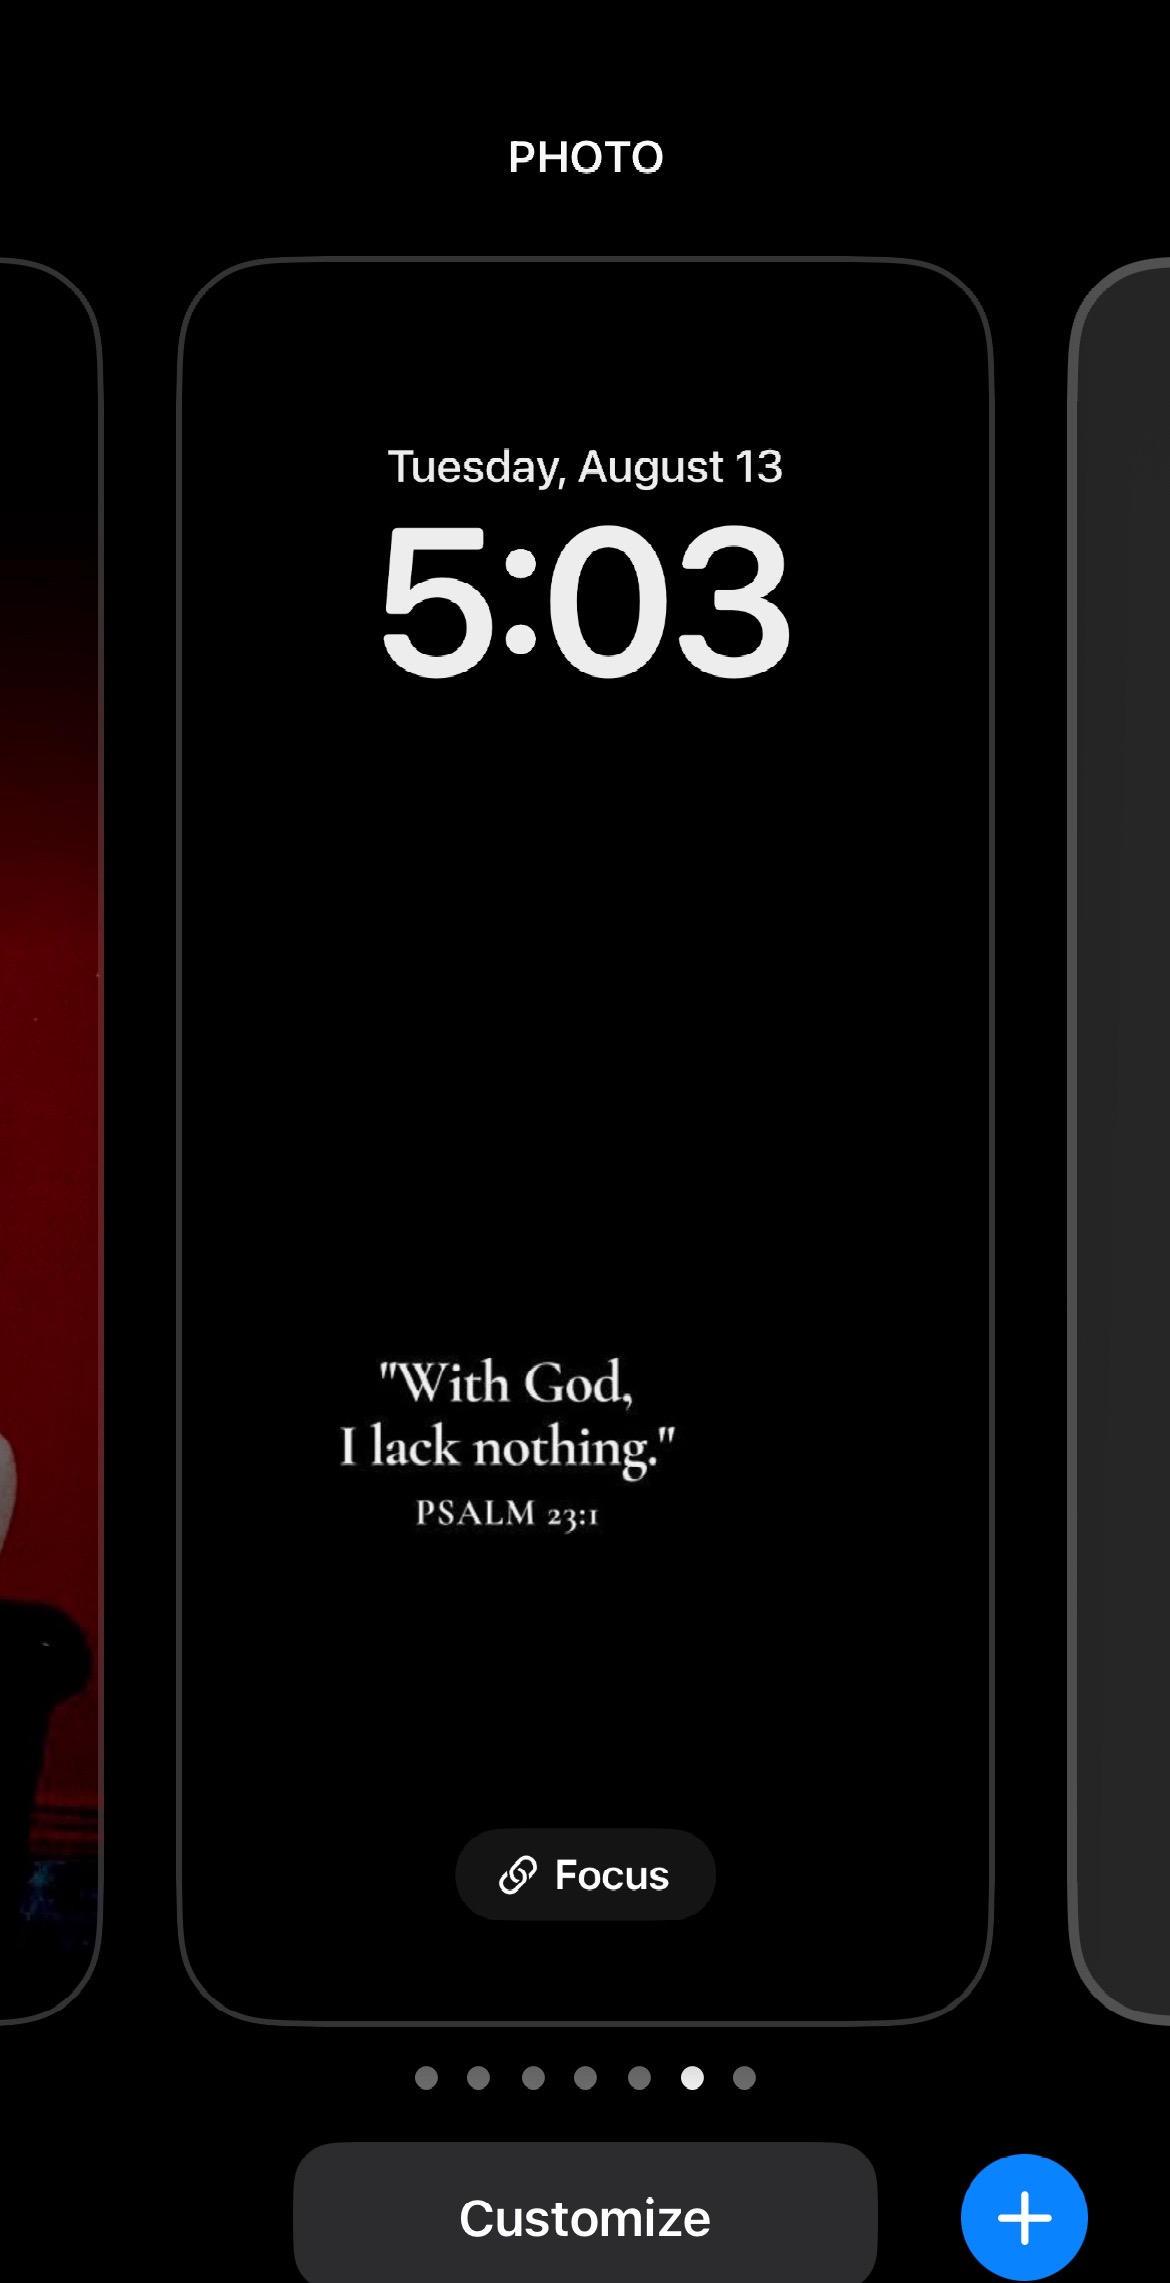 PHOTO
Tuesday, August 13
5:03
"With God,
I lack nothing."
PSALM 23:1
Focus
Customize